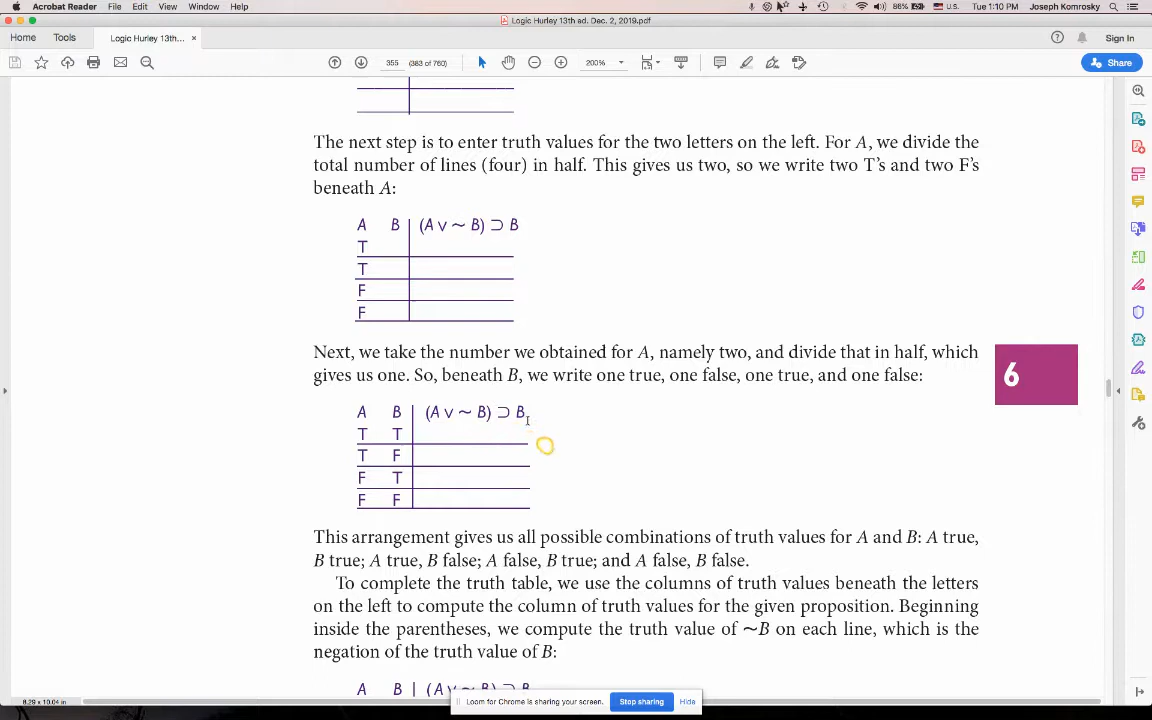 Acrobat Reader File Edit View Window Help 86% U.S. Tue 1:10 PM Joseph Komrosky
Logic Hurley 13th ed. Dec. 2, 2019.pdf
Home Tools Logic Hurley 13th... × Sign In
355 (383 of 760) 200% Share
The next step is to enter truth values for the two letters on the left. For A, we divide the
total number of lines (four) in half. This gives us two, so we write two T's and two F's
beneath A:
A B (A v ~ B) ⊃ B
T
T
F
F
Next, we take the number we obtained for A, namely two, and divide that in half, which
gives us one. So, beneath B, we write one true, one false, one true, and one false:
6
A B (A v ~ B) ⊃ B
T T
T F
F T
F F
This arrangement gives us all possible combinations of truth values for A and B: A true,
B true; A true, B false; A false, B true; and A false, B false.
To complete the truth table, we use the columns of truth values beneath the letters
on the left to compute the column of truth values for the given proposition. Beginning
inside the parentheses, we compute the truth value of ~B on each line, which is the
negation of the truth value of B:
A B (A v ~ B) ⊃ B
8.29 x 10.04 in
Loom for Chrome is sharing your screen. Stop sharing Hide